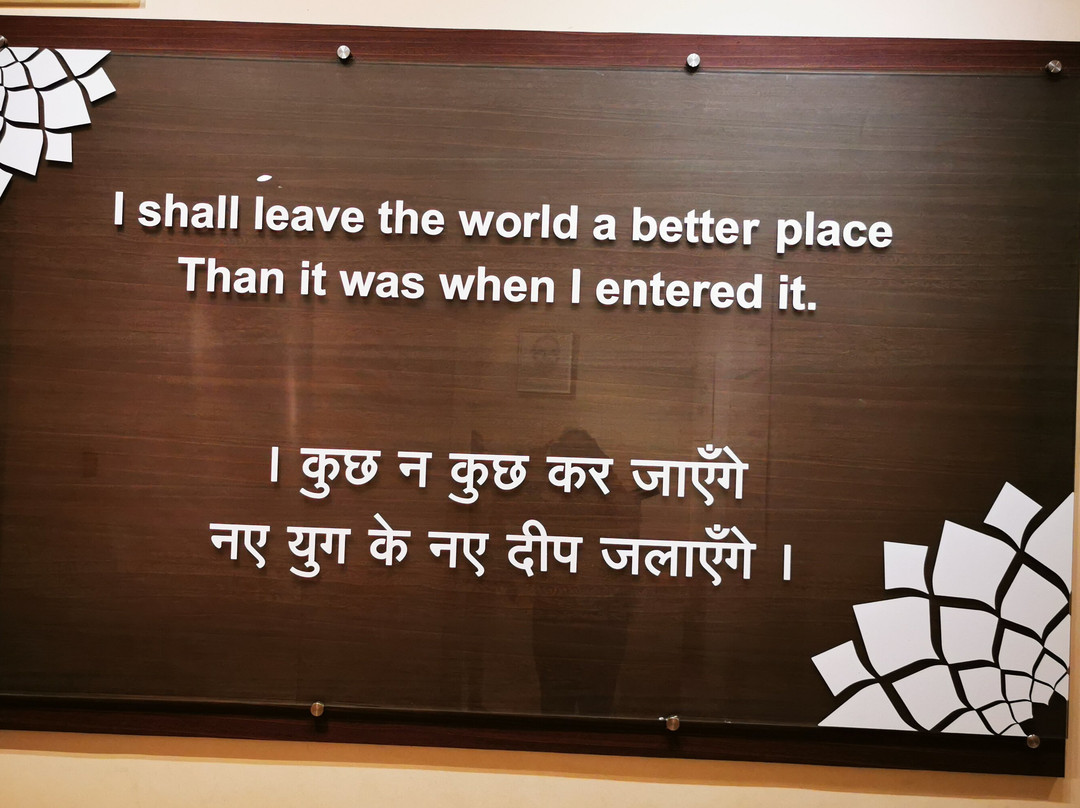 I shall leave the world a better place
Than it was when I entered it.
। कुछ न कुछ कर जाएँगे
नए युग के नए दीप जलाएँगे ।